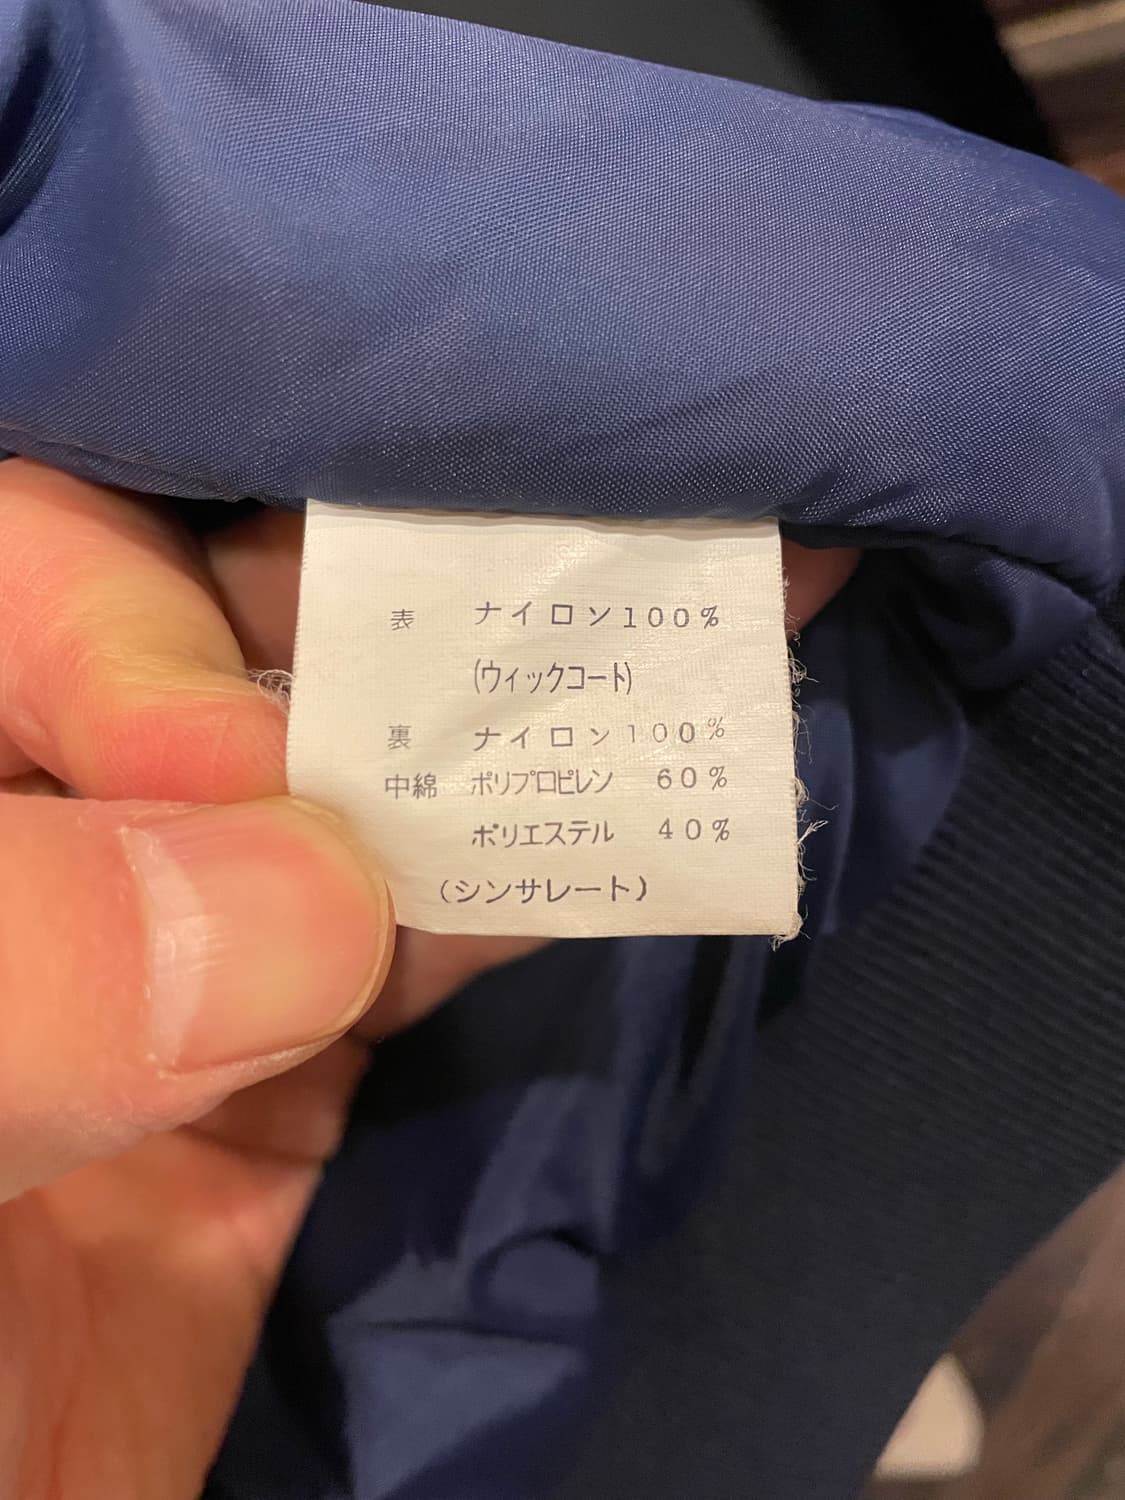 表 ナイロン100%
(ウィックコート)
裏 ナイロン100%
中綿 ポリプロピレン 60%
ポリエステル 40%
(シンサレート)